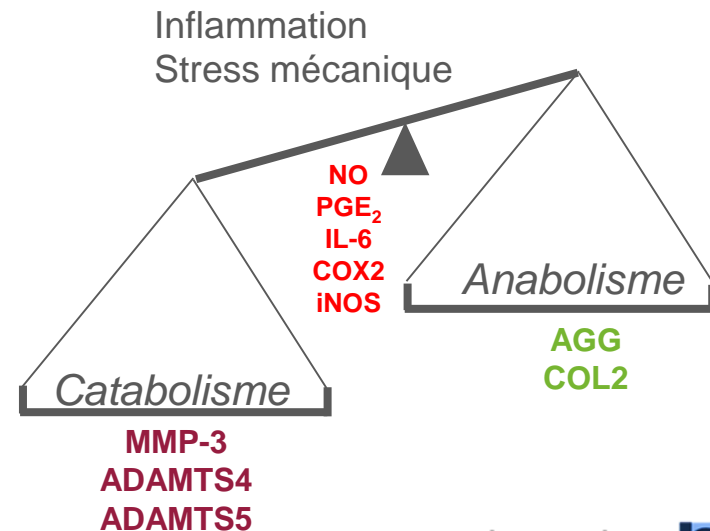 Inflammation
Stress mécanique
NO
PGE₂
IL-6
COX2
iNOS
Anabolisme
AGG
COL2
Catabolisme
MMP-3
ADAMTS4
ADAMTS5